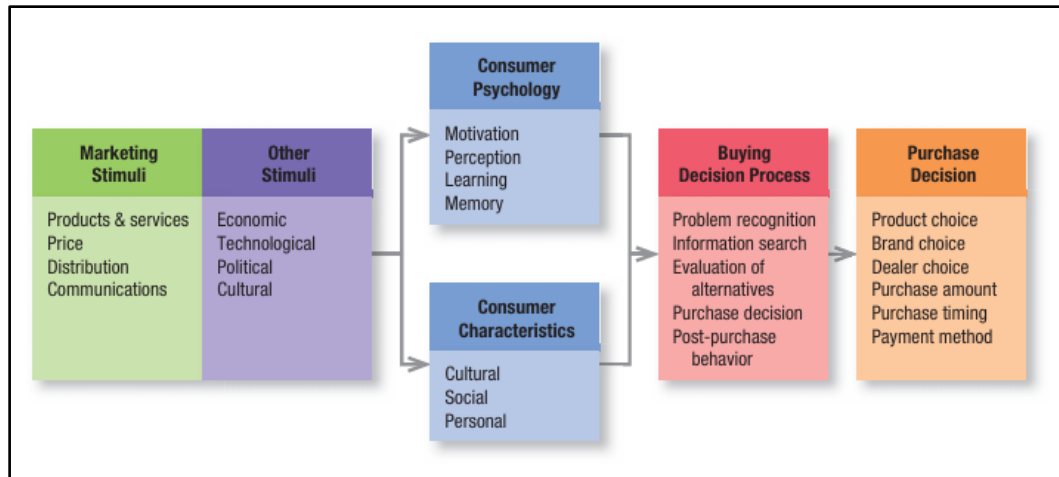 Marketing
Stimuli
Products & services
Price
Distribution
Communications
Other
Stimuli
Economic
Technological
Political
Cultural
Consumer
Psychology
Motivation
Perception
Learning
Memory
Consumer
Characteristics
Cultural
Social
Personal
Buying
Decision Process
Problem recognition
Information search
Evaluation of
alternatives
Purchase decision
Post-purchase
behavior
Purchase
Decision
Product choice
Brand choice
Dealer choice
Purchase amount
Purchase timing
Payment method